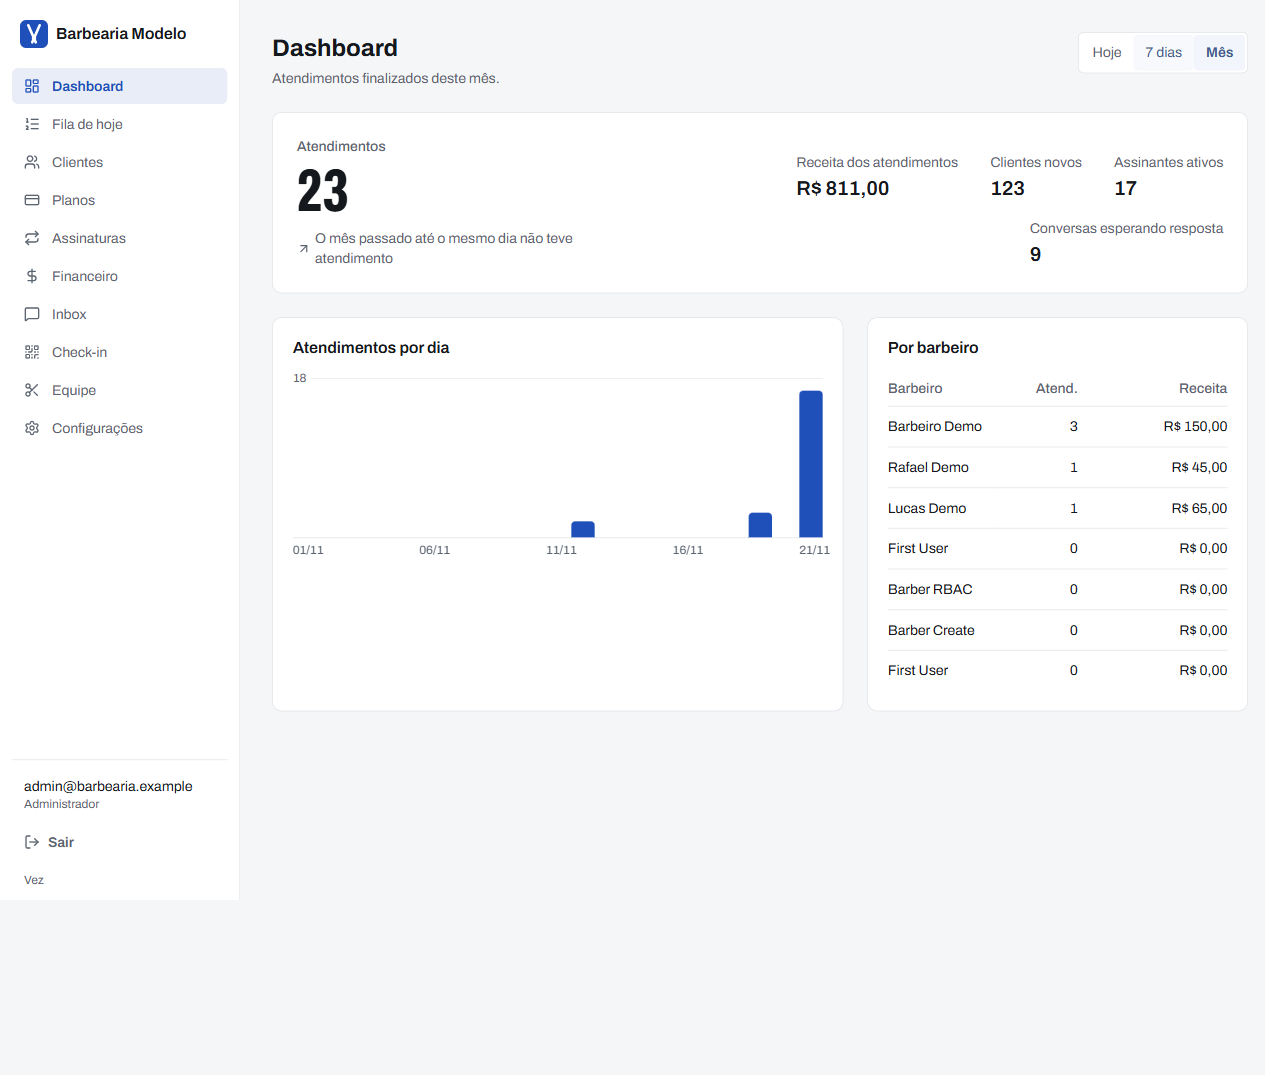 Barbearia Modelo
Dashboard
Fila de hoje
Clientes
Planos
Assinaturas
Financeiro
Inbox
Check-in
Equipe
Configurações
admin@barbearia.example
Administrador
Sair
Vez
Dashboard
Atendimentos finalizados deste mês.
Hoje 7 dias Mês
Atendimentos
23
O mês passado até o mesmo dia não teve
atendimento
Receita dos atendimentos
R$ 811,00
Clientes novos
123
Assinantes ativos
17
Conversas esperando resposta
9
Atendimentos por dia
18
01/11 06/11 11/11 16/11 21/11
Por barbeiro
Barbeiro Atend. Receita
Barbeiro Demo 3 R$ 150,00
Rafael Demo 1 R$ 45,00
Lucas Demo 1 R$ 65,00
First User 0 R$ 0,00
Barber RBAC 0 R$ 0,00
Barber Create 0 R$ 0,00
First User 0 R$ 0,00